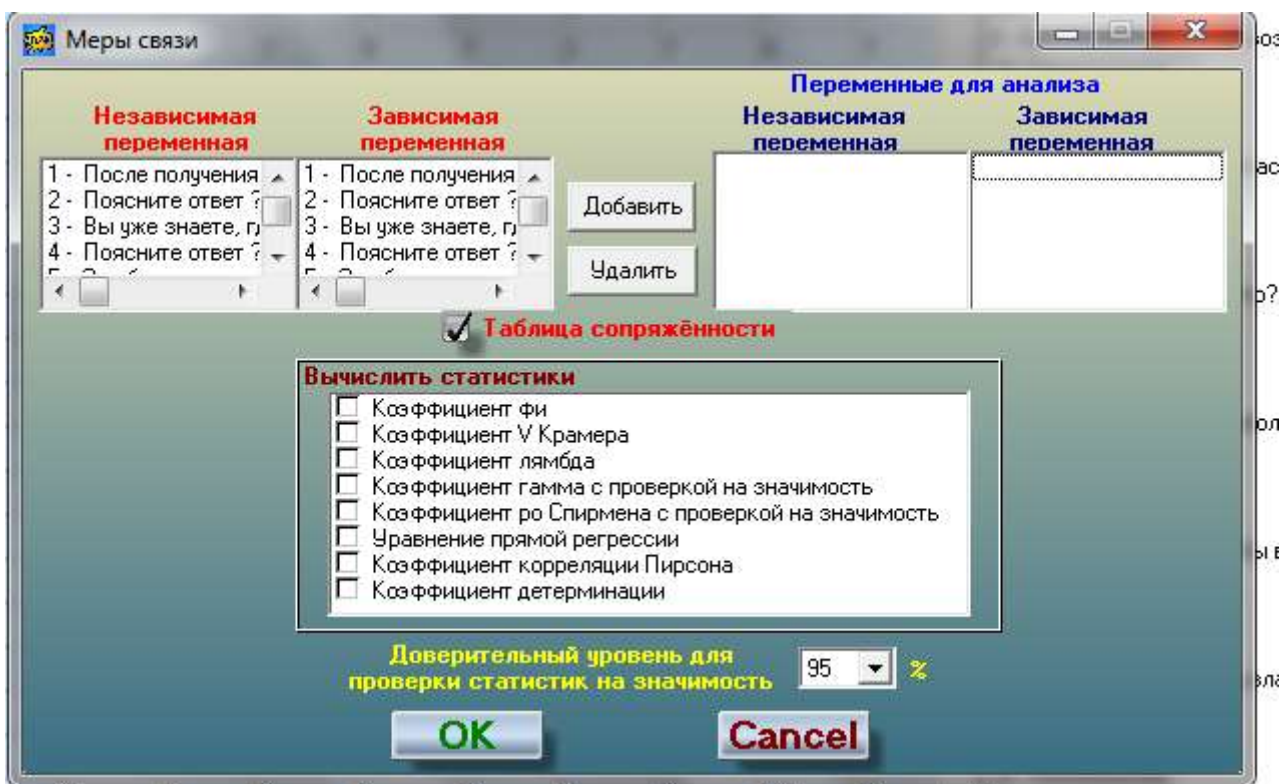 Меры связи
Переменные для анализа
Независимая переменная
Зависимая переменная
Независимая переменная
Зависимая переменная
1 - После получения
2 - Поясните ответ ?
3 - Вы уже знаете, г
4 - Поясните ответ ?
1 - После получения
2 - Поясните ответ ?
3 - Вы уже знаете, г
4 - Поясните ответ ?
Добавить
Удалить
Таблица сопряжённости
Вычислить статистики
Коэффициент фи
Коэффициент V Крамера
Коэффициент лямбда
Коэффициент гамма с проверкой на значимость
Коэффициент ро Спирмена с проверкой на значимость
Уравнение прямой регрессии
Коэффициент корреляции Пирсона
Коэффициент детерминации
Доверительный уровень для
проверки статистик на значимость
95 %
OK
Cancel